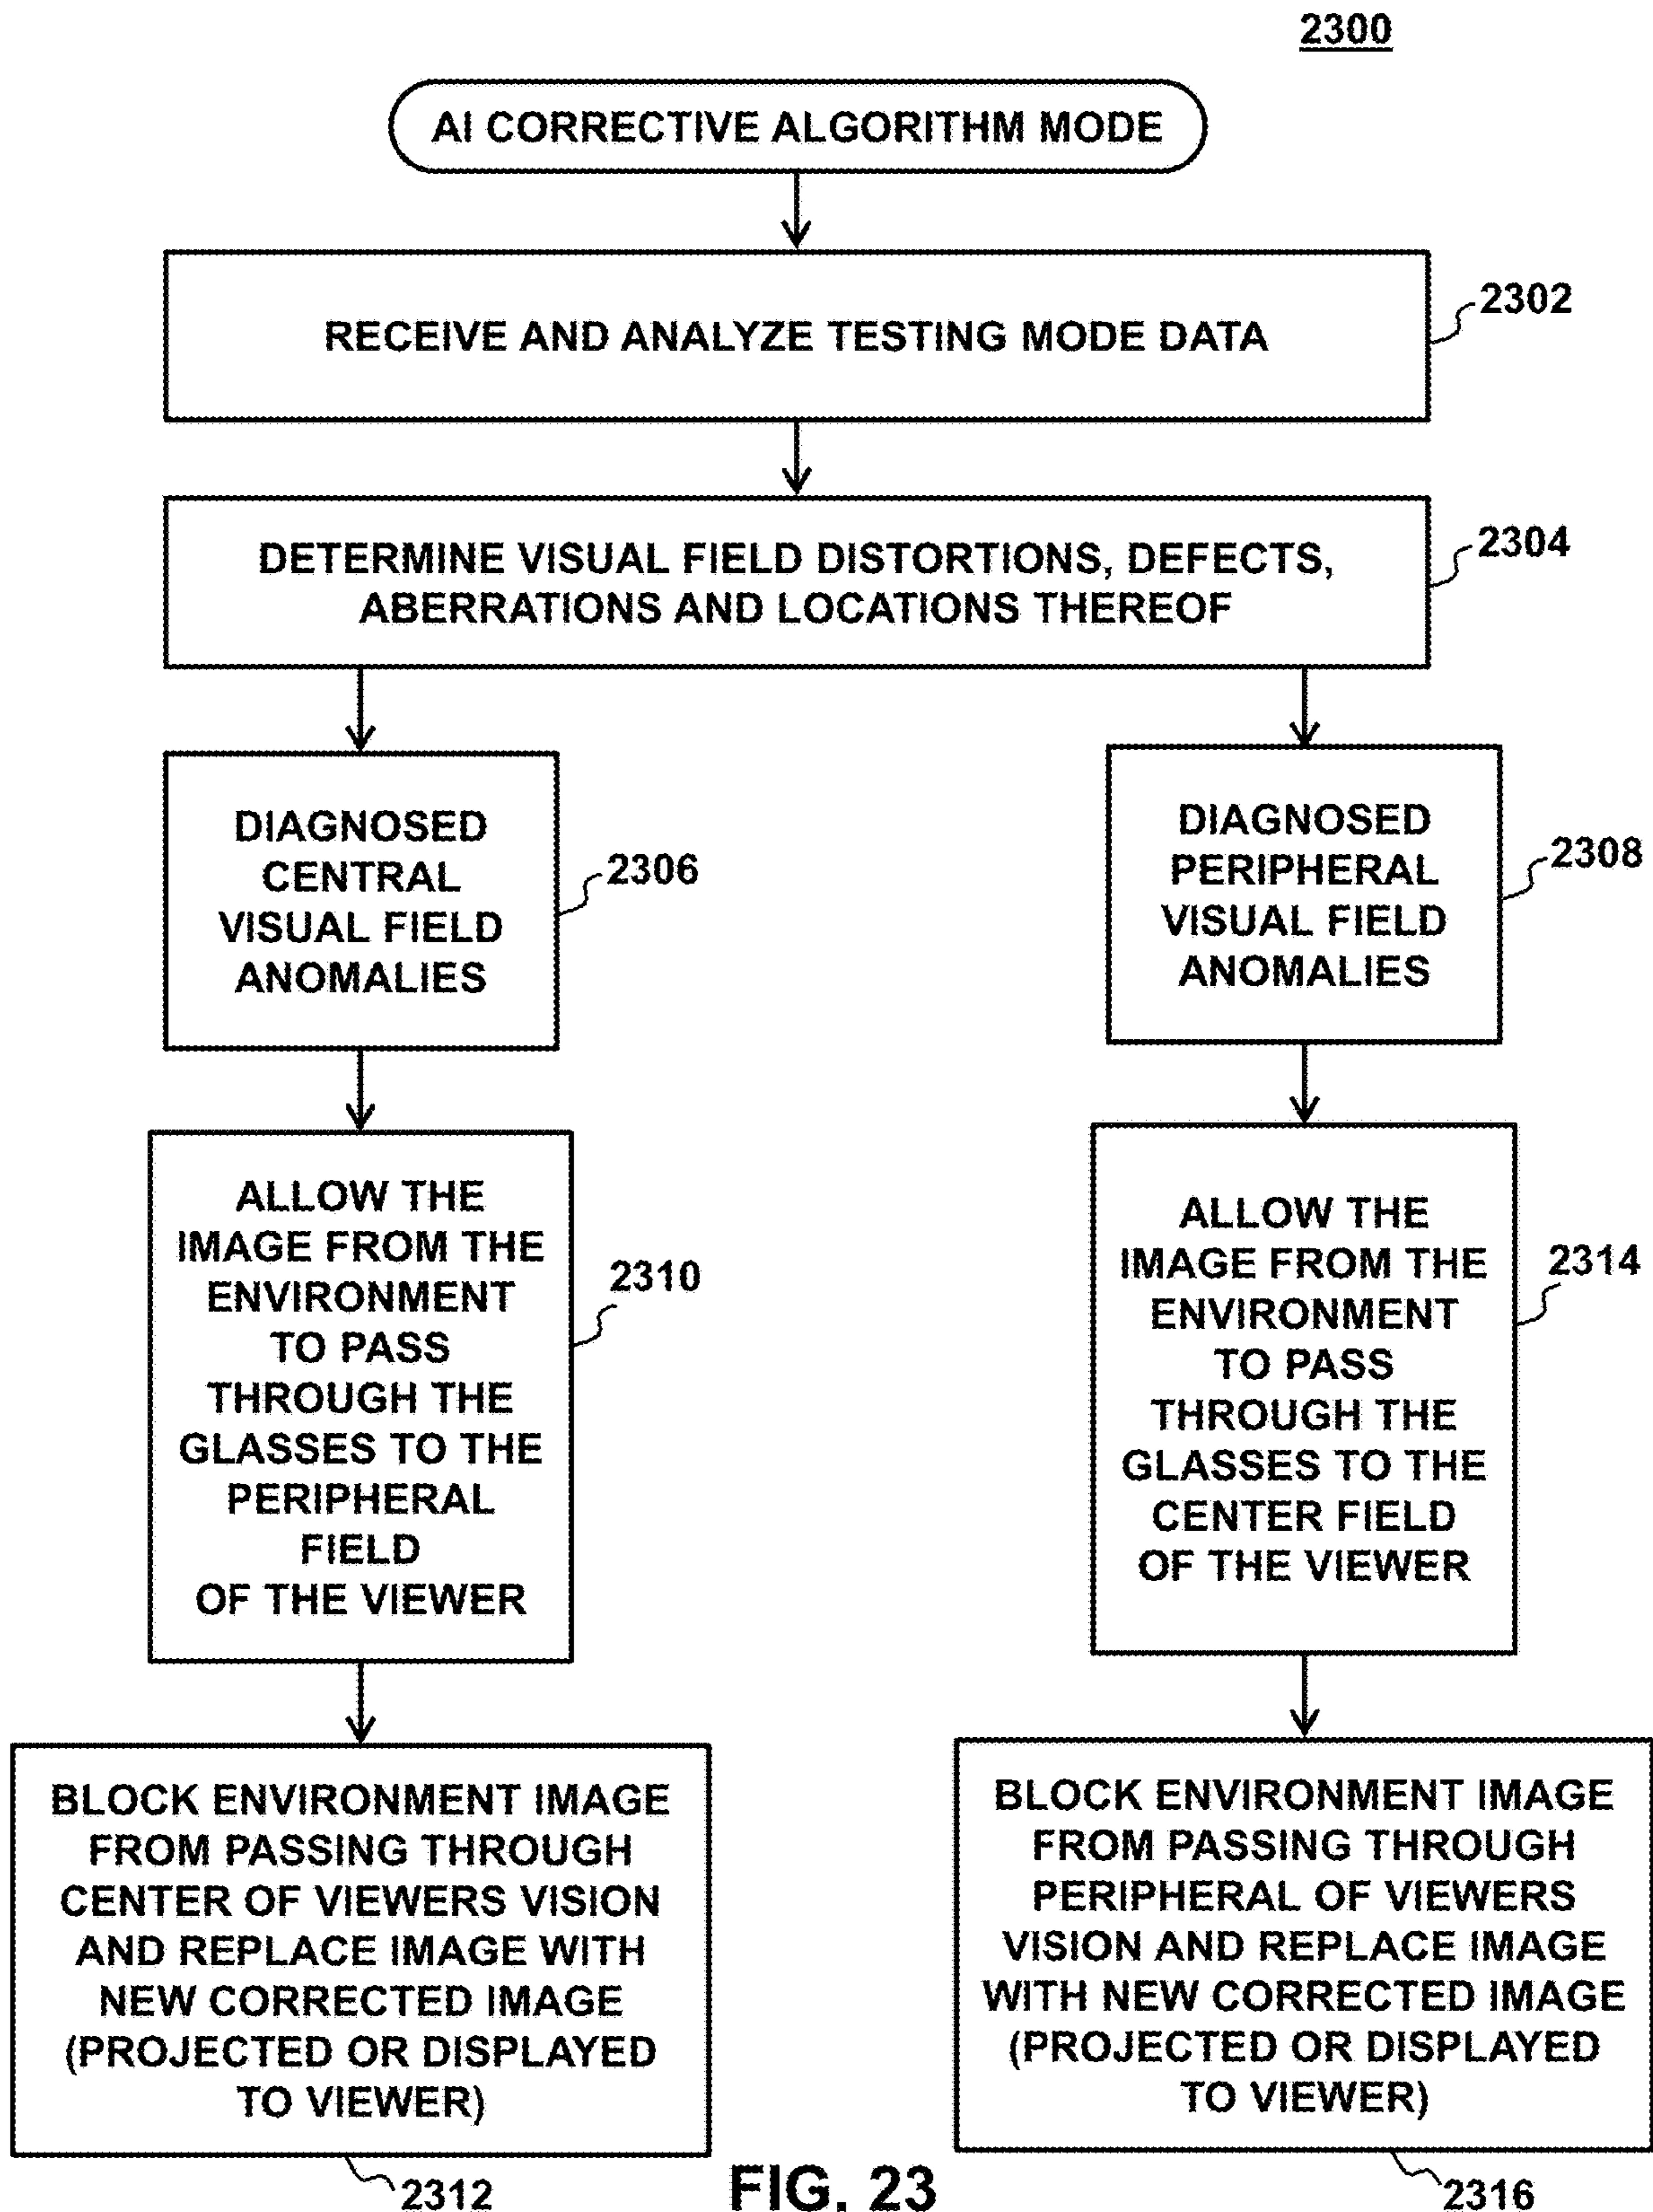 2300
AI CORRECTIVE ALGORITHM MODE
RECEIVE AND ANALYZE TESTING MODE DATA
2302
DETERMINE VISUAL FIELD DISTORTIONS, DEFECTS,
ABERRATIONS AND LOCATIONS THEREOF
2304
DIAGNOSED
CENTRAL
VISUAL FIELD
ANOMALIES
2306
DIAGNOSED
PERIPHERAL
VISUAL FIELD
ANOMALIES
2308
ALLOW THE
IMAGE FROM THE
ENVIRONMENT
TO PASS
THROUGH THE
GLASSES TO THE
PERIPHERAL
FIELD
OF THE VIEWER
2310
ALLOW THE
IMAGE FROM THE
ENVIRONMENT
TO PASS
THROUGH THE
GLASSES TO THE
CENTER FIELD
OF THE VIEWER
2314
BLOCK ENVIRONMENT IMAGE
FROM PASSING THROUGH
CENTER OF VIEWERS VISION
AND REPLACE IMAGE WITH
NEW CORRECTED IMAGE
(PROJECTED OR DISPLAYED
TO VIEWER)
2312
BLOCK ENVIRONMENT IMAGE
FROM PASSING THROUGH
PERIPHERAL OF VIEWERS
VISION AND REPLACE IMAGE
WITH NEW CORRECTED IMAGE
(PROJECTED OR DISPLAYED
TO VIEWER)
2316
FIG. 23